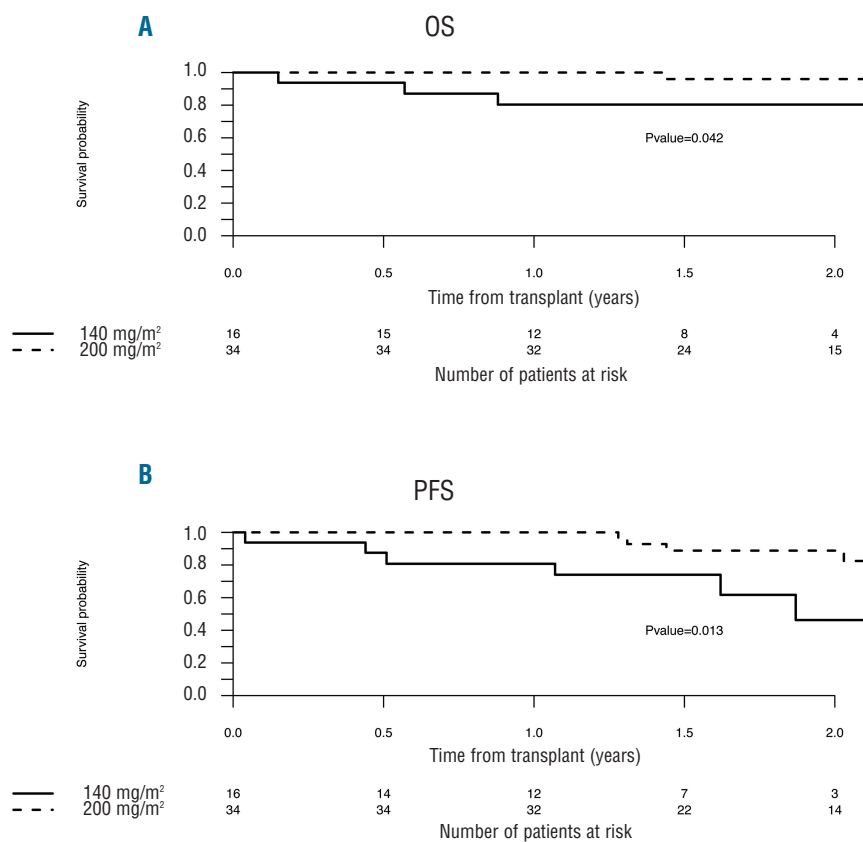 A
OS
Survival probability
1.0
0.8
0.6
0.4
0.2
0.0
Pvalue=0.042
0.0 0.5 1.0 1.5 2.0
Time from transplant (years)
140 mg/m² 16 15 12 8 4
200 mg/m² 34 34 32 24 15
Number of patients at risk
B
PFS
Survival probability
1.0
0.8
0.6
0.4
0.2
0.0
Pvalue=0.013
0.0 0.5 1.0 1.5 2.0
Time from transplant (years)
140 mg/m² 16 14 12 7 3
200 mg/m² 34 34 32 22 14
Number of patients at risk